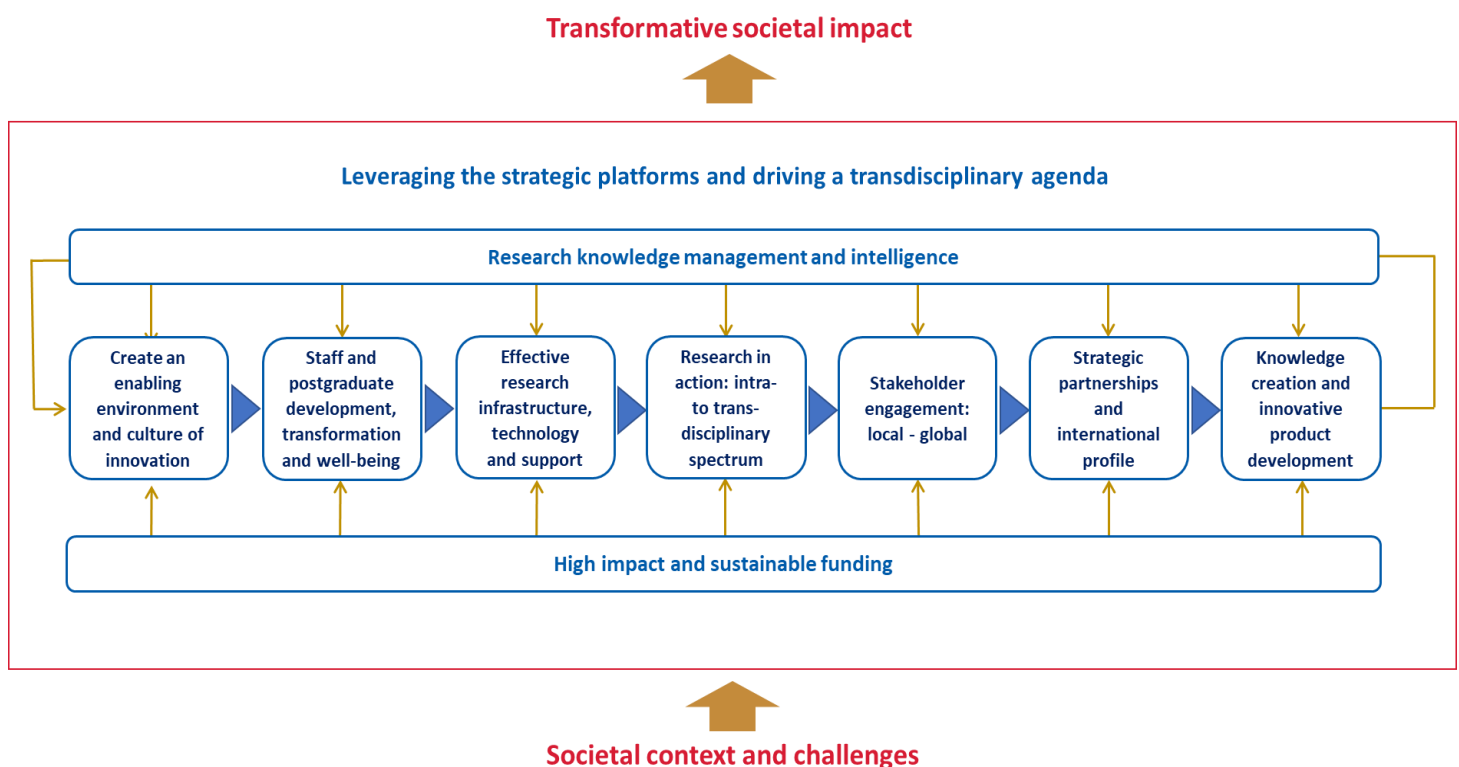 Transformative societal impact
Leveraging the strategic platforms and driving a transdisciplinary agenda
Research knowledge management and intelligence
Create an
enabling
environment
and culture of
innovation
Staff and
postgraduate
development,
transformation
and well-being
Effective
research
infrastructure,
technology
and support
Research in
action: intra-
to trans-
disciplinary
spectrum
Stakeholder
engagement:
local - global
Strategic
partnerships
and
international
profile
Knowledge
creation and
innovative
product
development
High impact and sustainable funding
Societal context and challenges